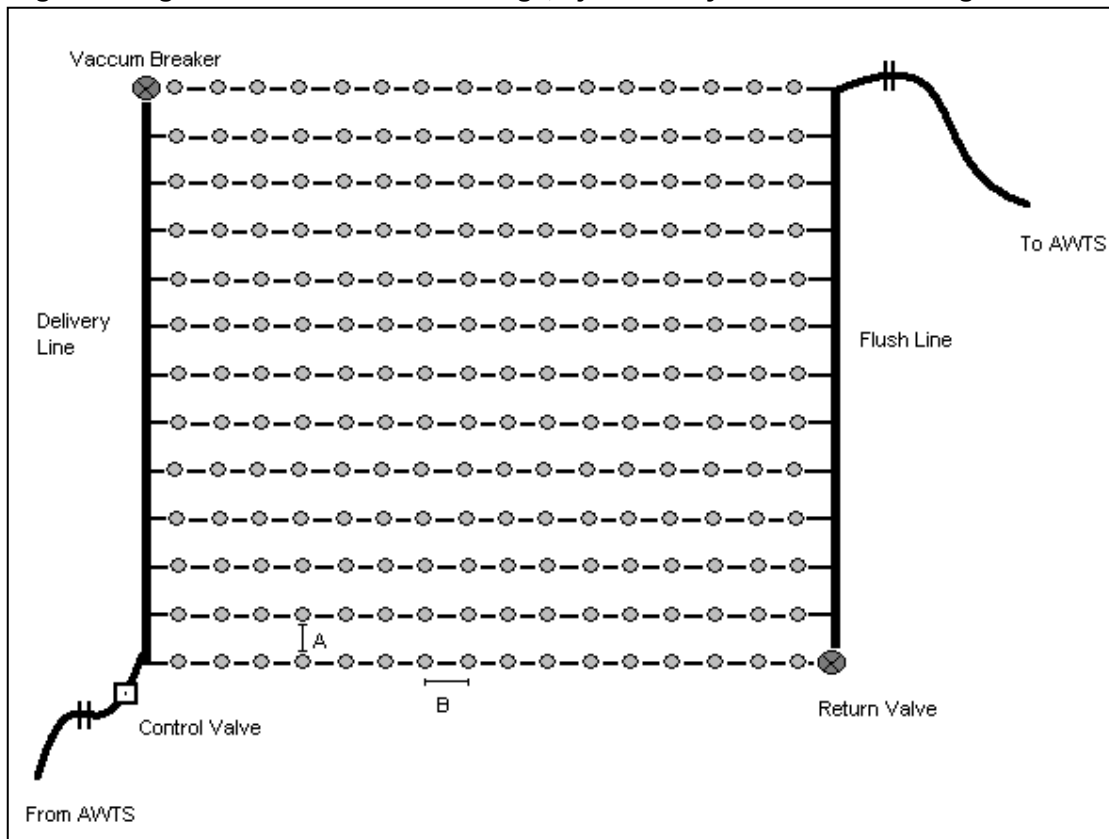 Vaccum Breaker
To AWTS
Delivery
Line
Flush Line
A
B
Return Valve
Control Valve
From AWTS